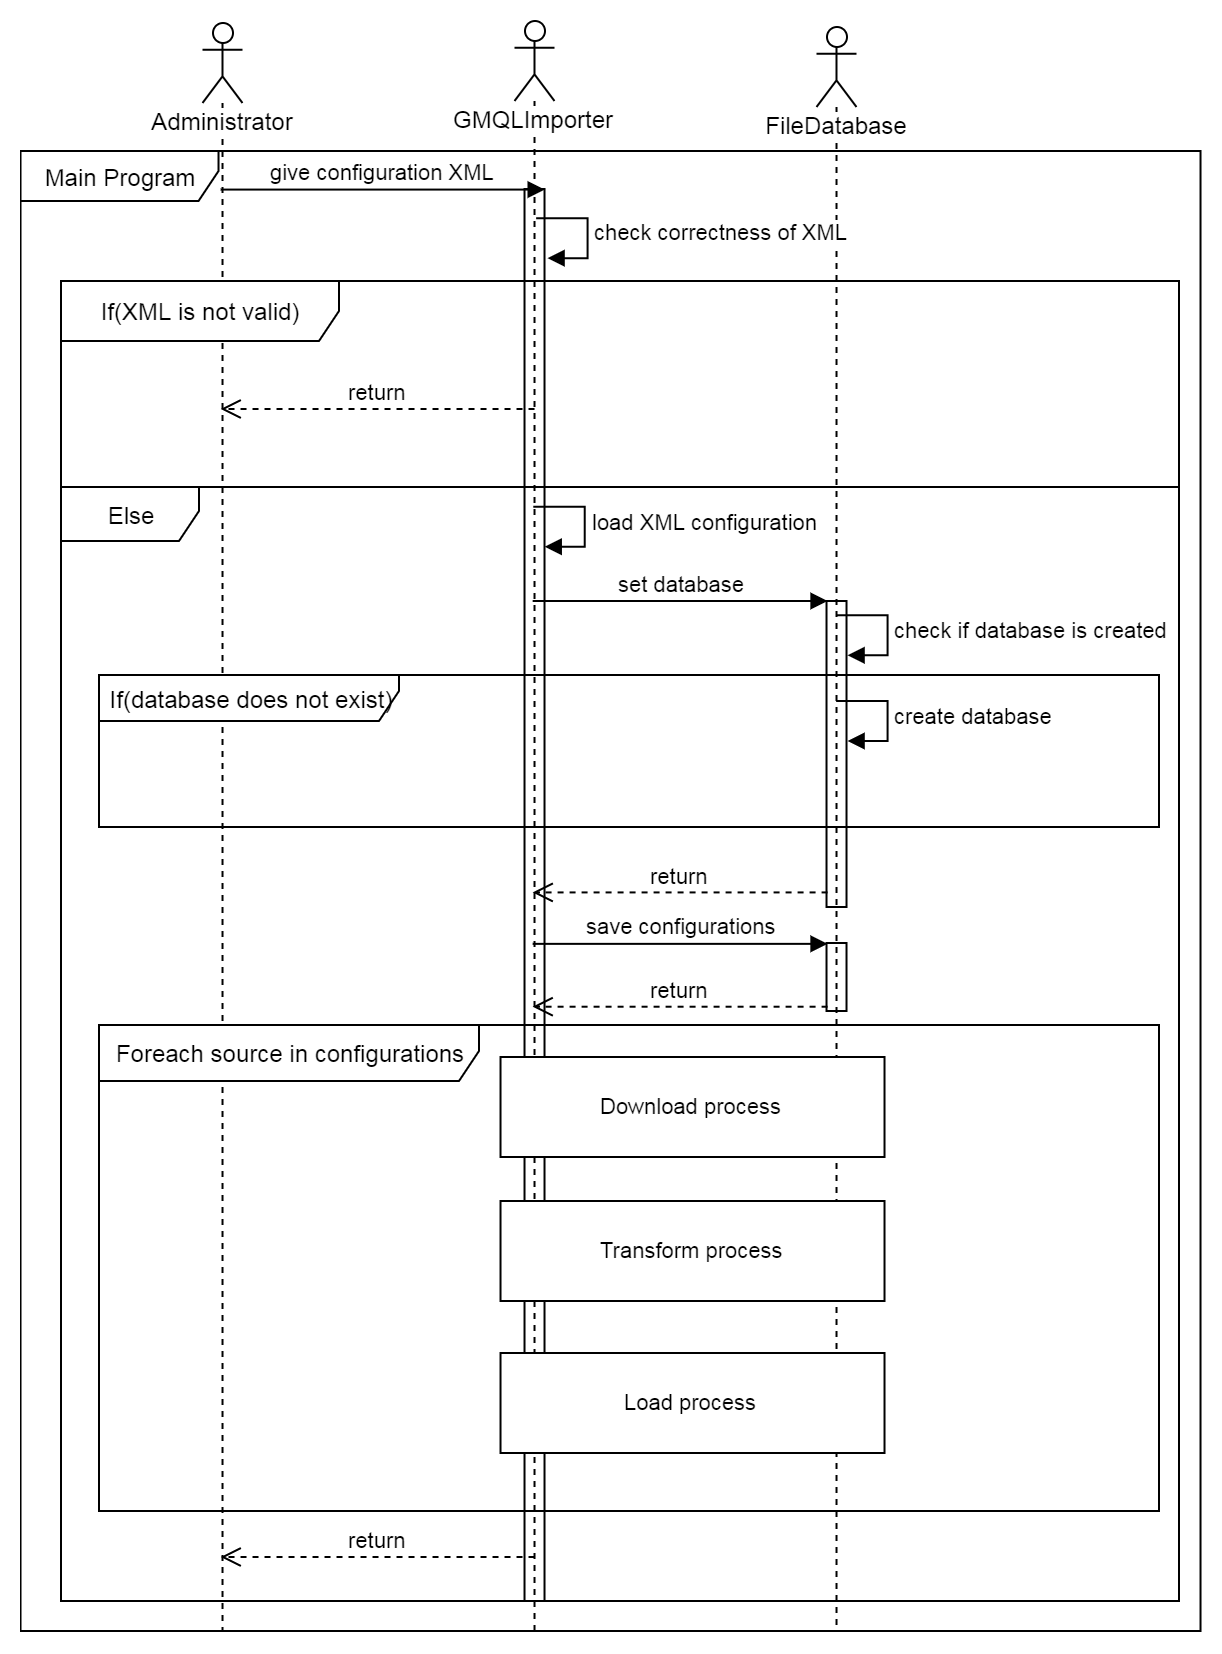 Administrator
GMQLImporter
FileDatabase
Main Program
give configuration XML
check correctness of XML
If(XML is not valid)
return
Else
load XML configuration
set database
check if database is created
If(database does not exist)
create database
return
save configurations
return
Foreach source in configurations
Download process
Transform process
Load process
return